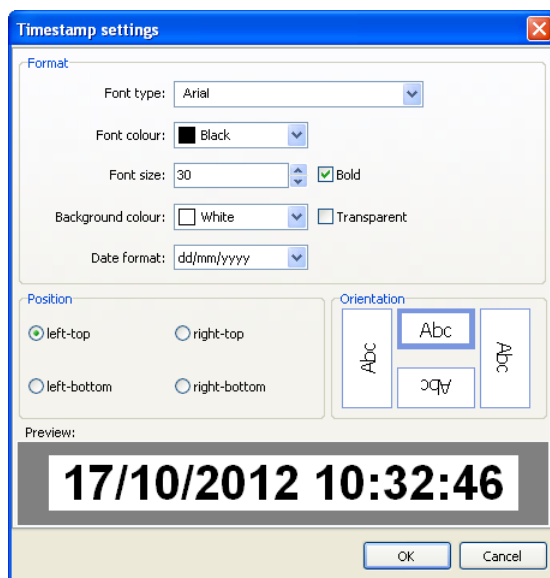 Timestamp settings
Format
Font type: Arial
Font colour: Black
Font size: 30 Bold
Background colour: White Transparent
Date format: dd/mm/yyyy
Position
left-top right-top
left-bottom right-bottom
Orientation
Abc
Abc
Abc
Abc
Preview:
17/10/2012 10:32:46
OK Cancel